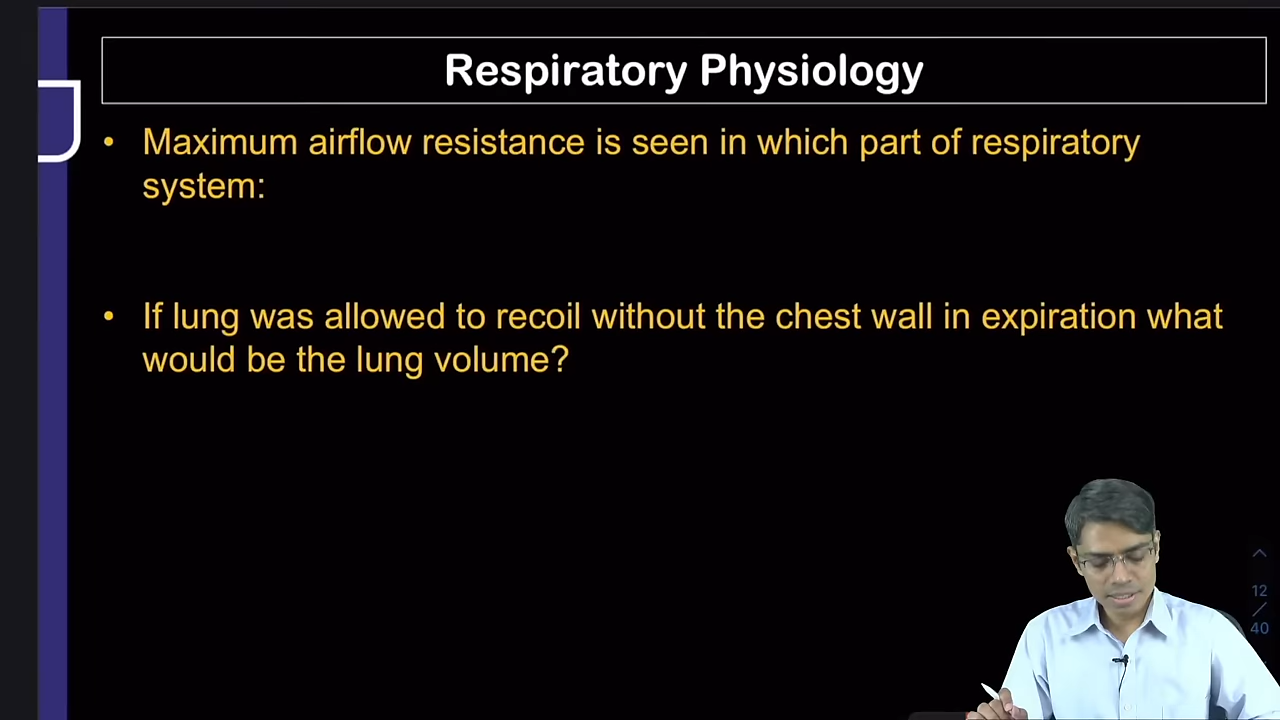 Respiratory Physiology
• Maximum airflow resistance is seen in which part of respiratory
system:
• If lung was allowed to recoil without the chest wall in expiration what
would be the lung volume?
12
/
40